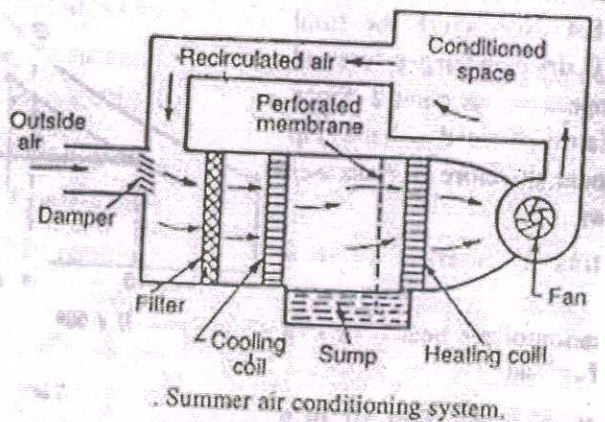 Recirculated air
Conditioned
space
Perforated
membrane
Outside
air
Damper
Filter
Cooling
coil
Sump
Heating coill
Fan
. Summer air conditioning system.